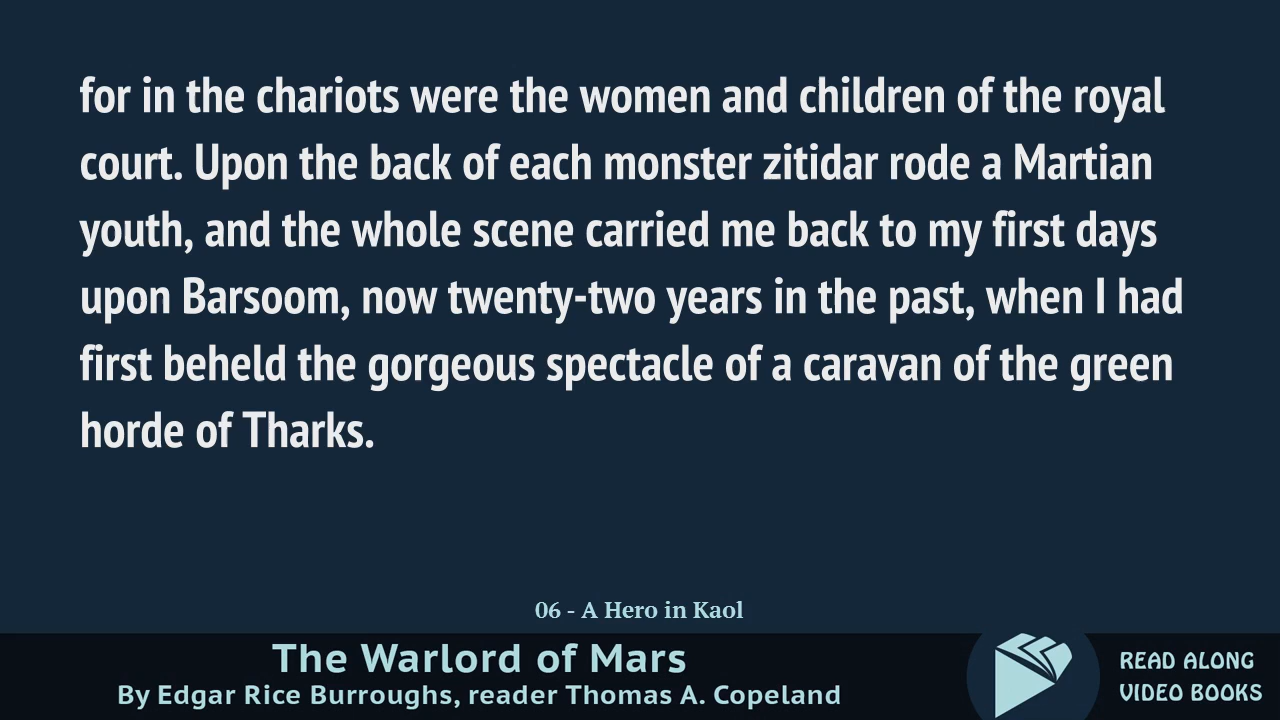 for in the chariots were the women and children of the royal
court. Upon the back of each monster zitidar rode a Martian
youth, and the whole scene carried me back to my first days
upon Barsoom, now twenty-two years in the past, when I had
first beheld the gorgeous spectacle of a caravan of the green
horde of Tharks.
06 - A Hero in Kaol
The Warlord of Mars
By Edgar Rice Burroughs, reader Thomas A. Copeland
READ ALONG
VIDEO BOOKS